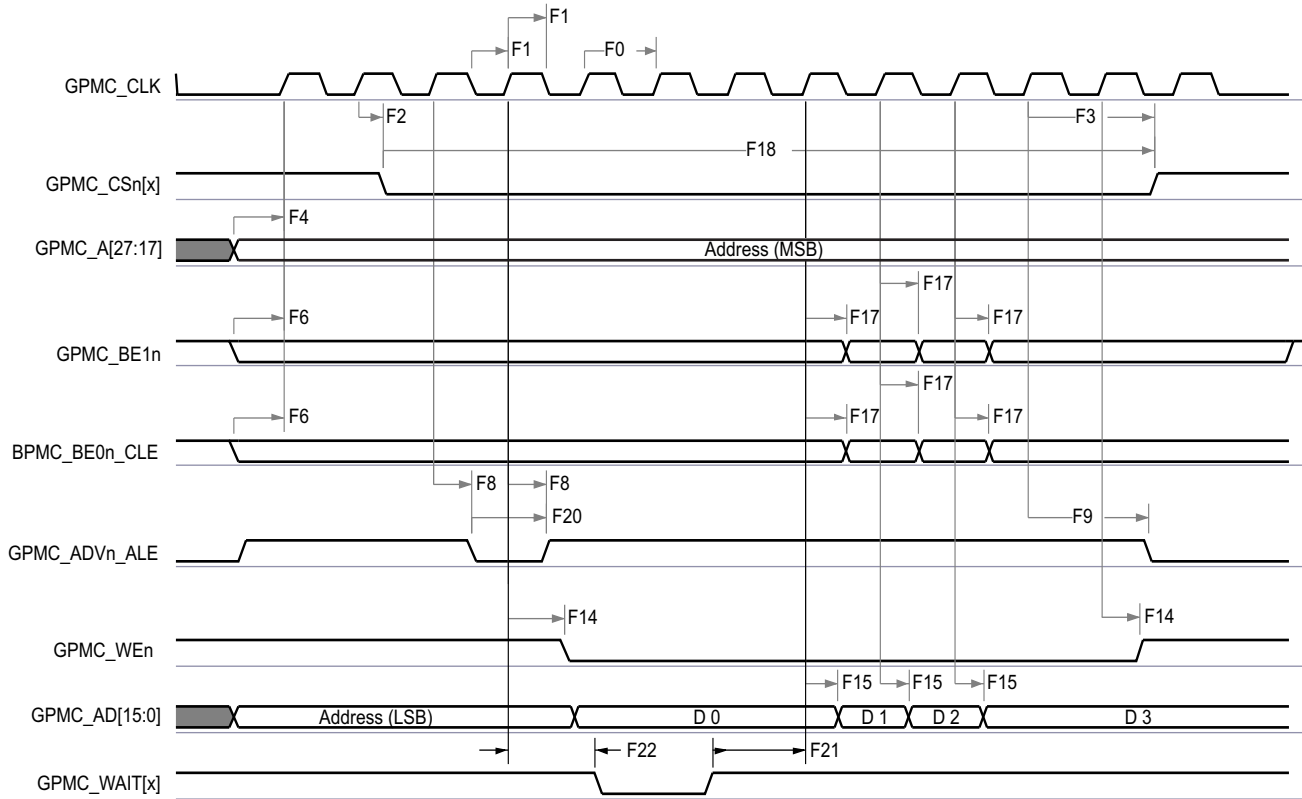 F1
F1 F0
GPMC_CLK
F2 F3
F18
GPMC_CSn[x]
F4
GPMC_A[27:17] Address (MSB)
F17
F6 F17 F17
GPMC_BE1n
F17
F6 F17 F17
BPMC_BE0n_CLE
F8 F8
F20 F9
GPMC_ADVn_ALE
F14 F14
GPMC_WEn
F15 F15 F15
GPMC_AD[15:0] Address (LSB) D 0 D 1 D 2 D 3
F22 F21
GPMC_WAIT[x]